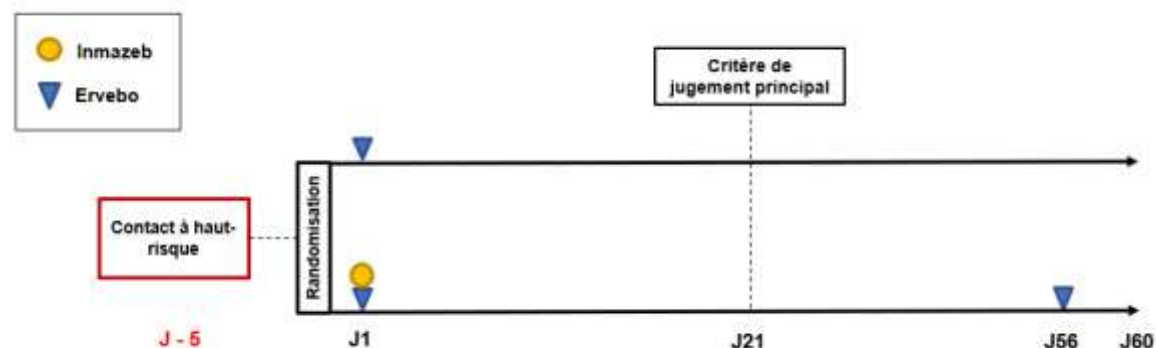 Inmazeb
Ervebo
Critère de
jugement principal
Randomisation
Contact à haut-
risque
J - 5
J1
J21
J56
J60